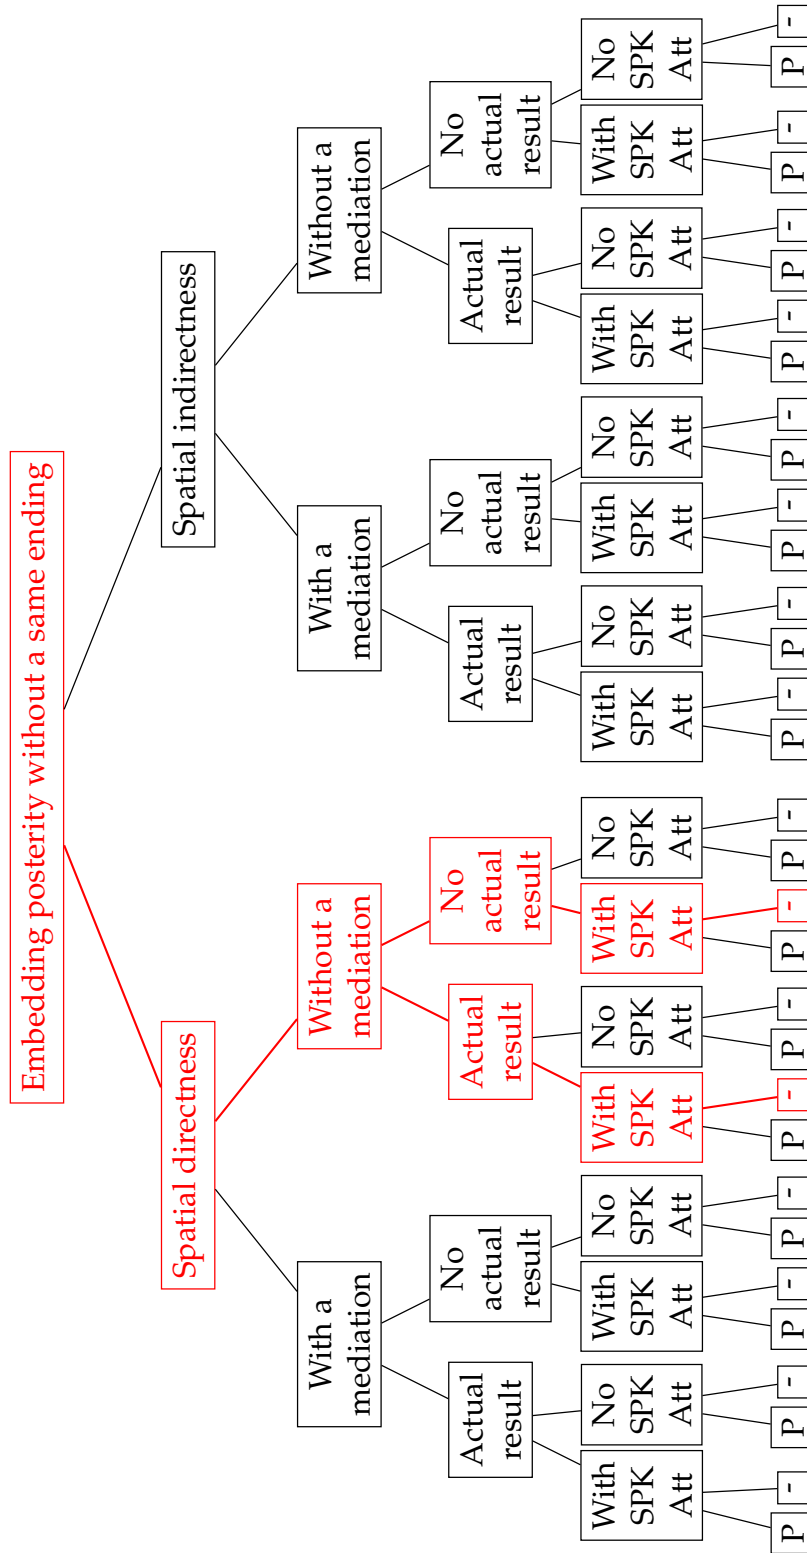 Embedding posterity without a same ending
Spatial directness
Spatial indirectness
With a
mediation
Without a
mediation
With a
mediation
Without a
mediation
Actual
result
No
actual
result
Actual
result
No
actual
result
Actual
result
No
actual
result
Actual
result
No
actual
result
With
SPK
Att
No
SPK
Att
With
SPK
Att
No
SPK
Att
With
SPK
Att
No
SPK
Att
With
SPK
Att
No
SPK
Att
With
SPK
Att
No
SPK
Att
With
SPK
Att
No
SPK
Att
With
SPK
Att
No
SPK
Att
With
SPK
Att
No
SPK
Att
P
-
P
-
P
-
P
-
P
-
P
-
P
-
P
-
P
-
P
-
P
-
P
-
P
-
P
-
P
-
P
-